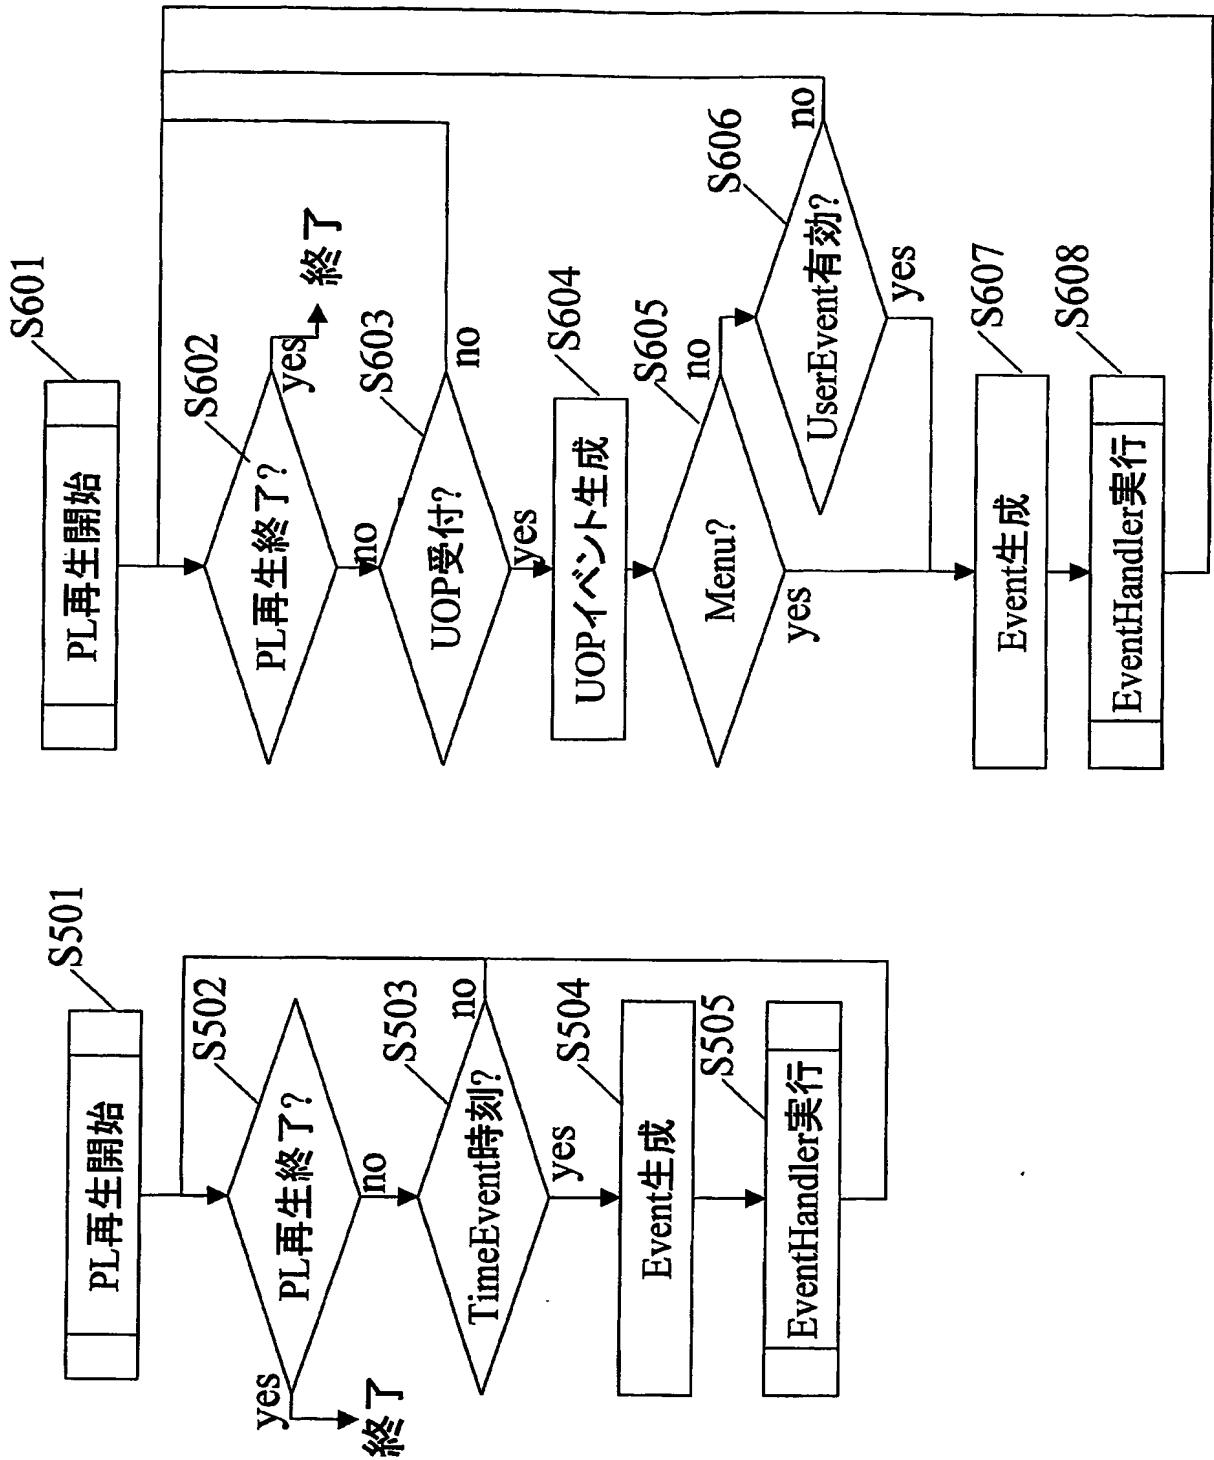 S501
PL再生開始
S502
PL再生終了?
yes
終了
no
S503
TimeEvent時刻?
no
yes
S504
Event生成
S505
EventHandler実行
S601
PL再生開始
S602
PL再生終了?
yes
終了
no
S603
UOP受付?
no
yes
S604
UOPイベント生成
S605
Menu?
no
yes
S606
UserEvent有効?
no
yes
S607
Event生成
S608
EventHandler実行